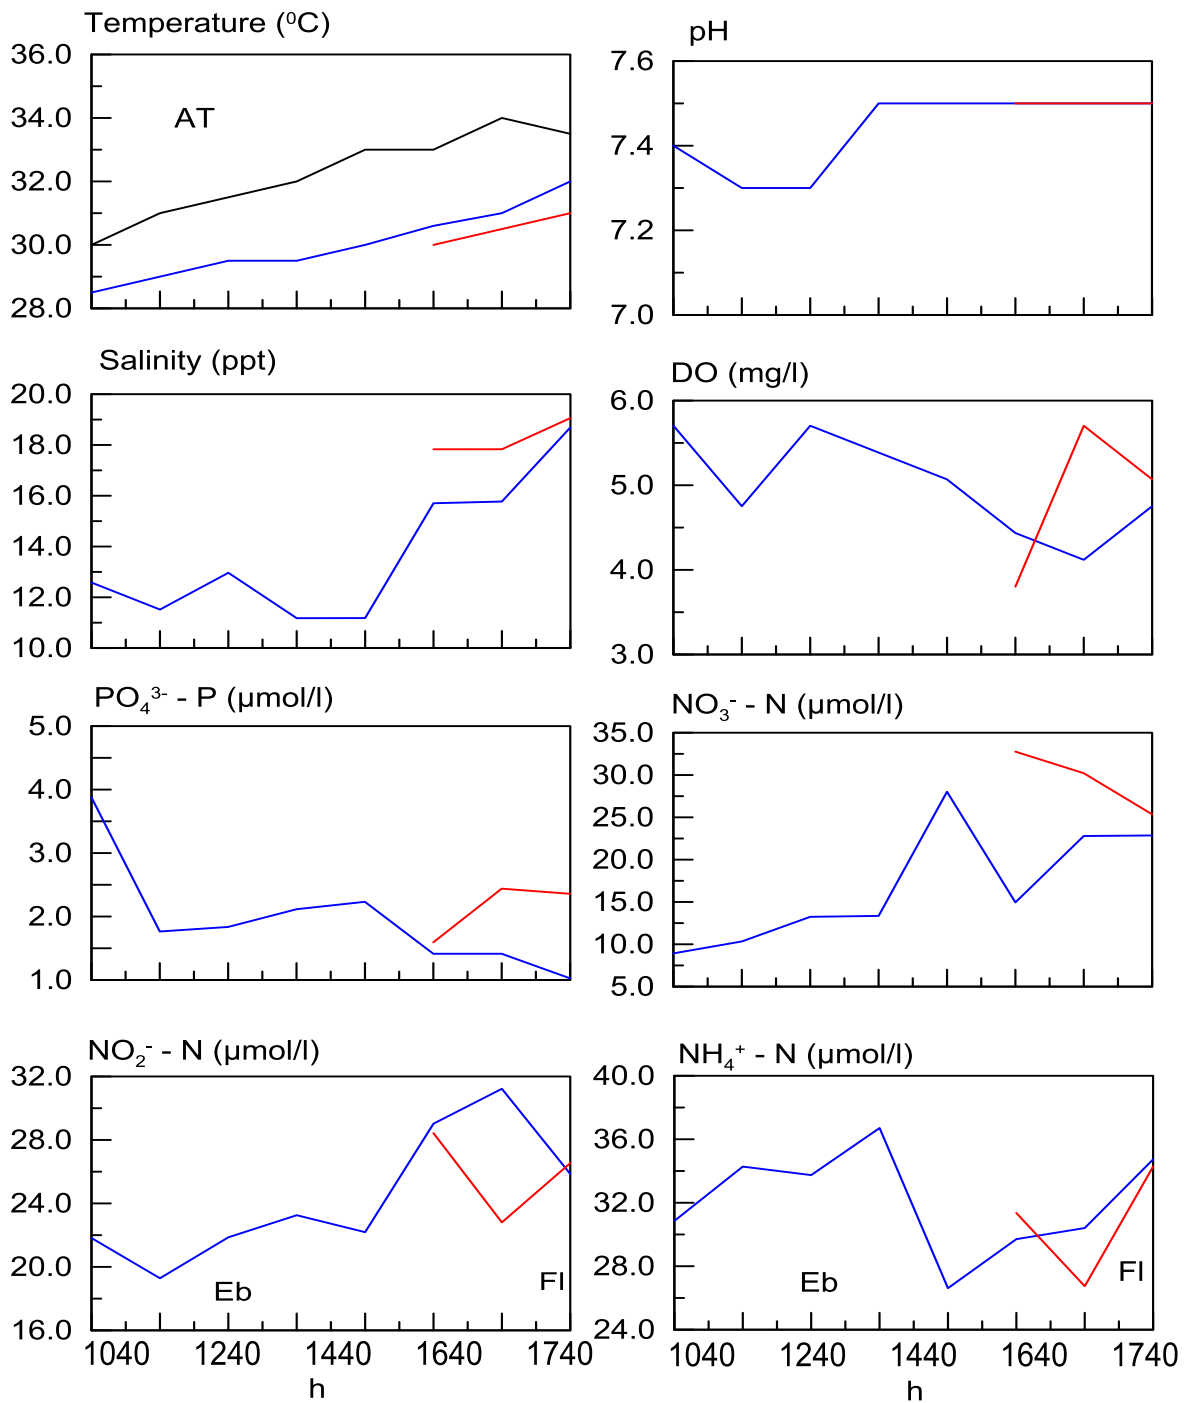 Temperature (⁰C)
36.0
34.0
32.0
30.0
28.0
AT
pH
7.6
7.4
7.2
7.0
Salinity (ppt)
20.0
18.0
16.0
14.0
12.0
10.0
DO (mg/l)
6.0
5.0
4.0
3.0
PO₄³⁻ - P (µmol/l)
5.0
4.0
3.0
2.0
1.0
NO₃⁻ - N (µmol/l)
35.0
30.0
25.0
20.0
15.0
10.0
5.0
NO₂⁻ - N (µmol/l)
32.0
28.0
24.0
20.0
16.0
Eb
Fl
1040 1240 1440 1640 1740
h
NH₄⁺ - N (µmol/l)
40.0
36.0
32.0
28.0
24.0
Eb
Fl
1040 1240 1440 1640 1740
h